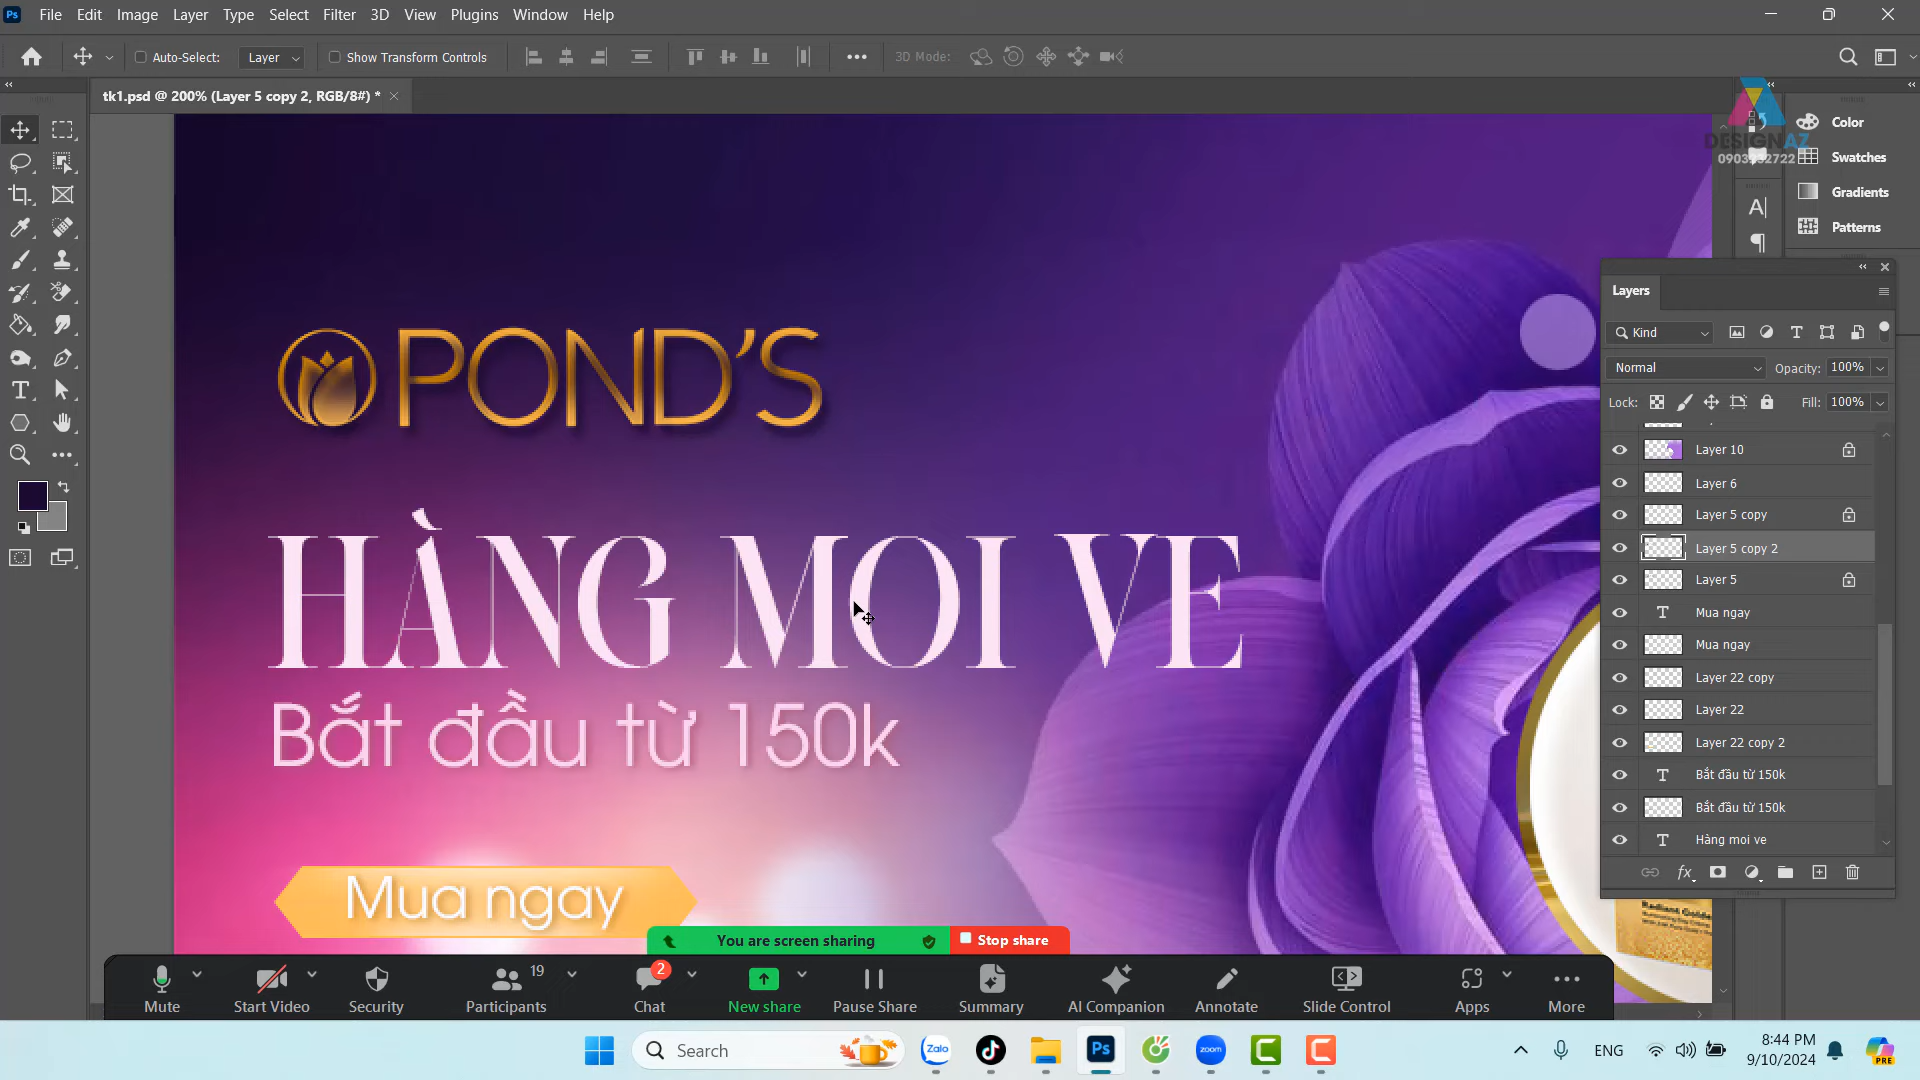 Ps File Edit Image Layer Type Select Filter 3D View Plugins Window Help
Auto-Select: Layer Show Transform Controls 3D Mode:
tk1.psd @ 200% (Layer 5 copy 2, RGB/8#) *
DESIGNAZ
Color
Swatches
Gradients
Patterns
Layers
Kind
Normal Opacity: 100%
Lock: Fill: 100%
Layer 10
Layer 6
Layer 5 copy
Layer 5 copy 2
Layer 5
Mua ngay
Mua ngay
Layer 22 copy
Layer 22
Layer 22 copy 2
Bắt đầu từ 150k
Bắt đầu từ 150k
Hàng moi ve
POND'S
HÀNG MOI VE
Bắt đầu từ 150k
Mua ngay
You are screen sharing Stop share
19 2
Mute Start Video Security Participants Chat New share Pause Share Summary AI Companion Annotate Slide Control Apps More
Search Zalo Ps zoom ENG 8:44 PM
9/10/2024 PRE